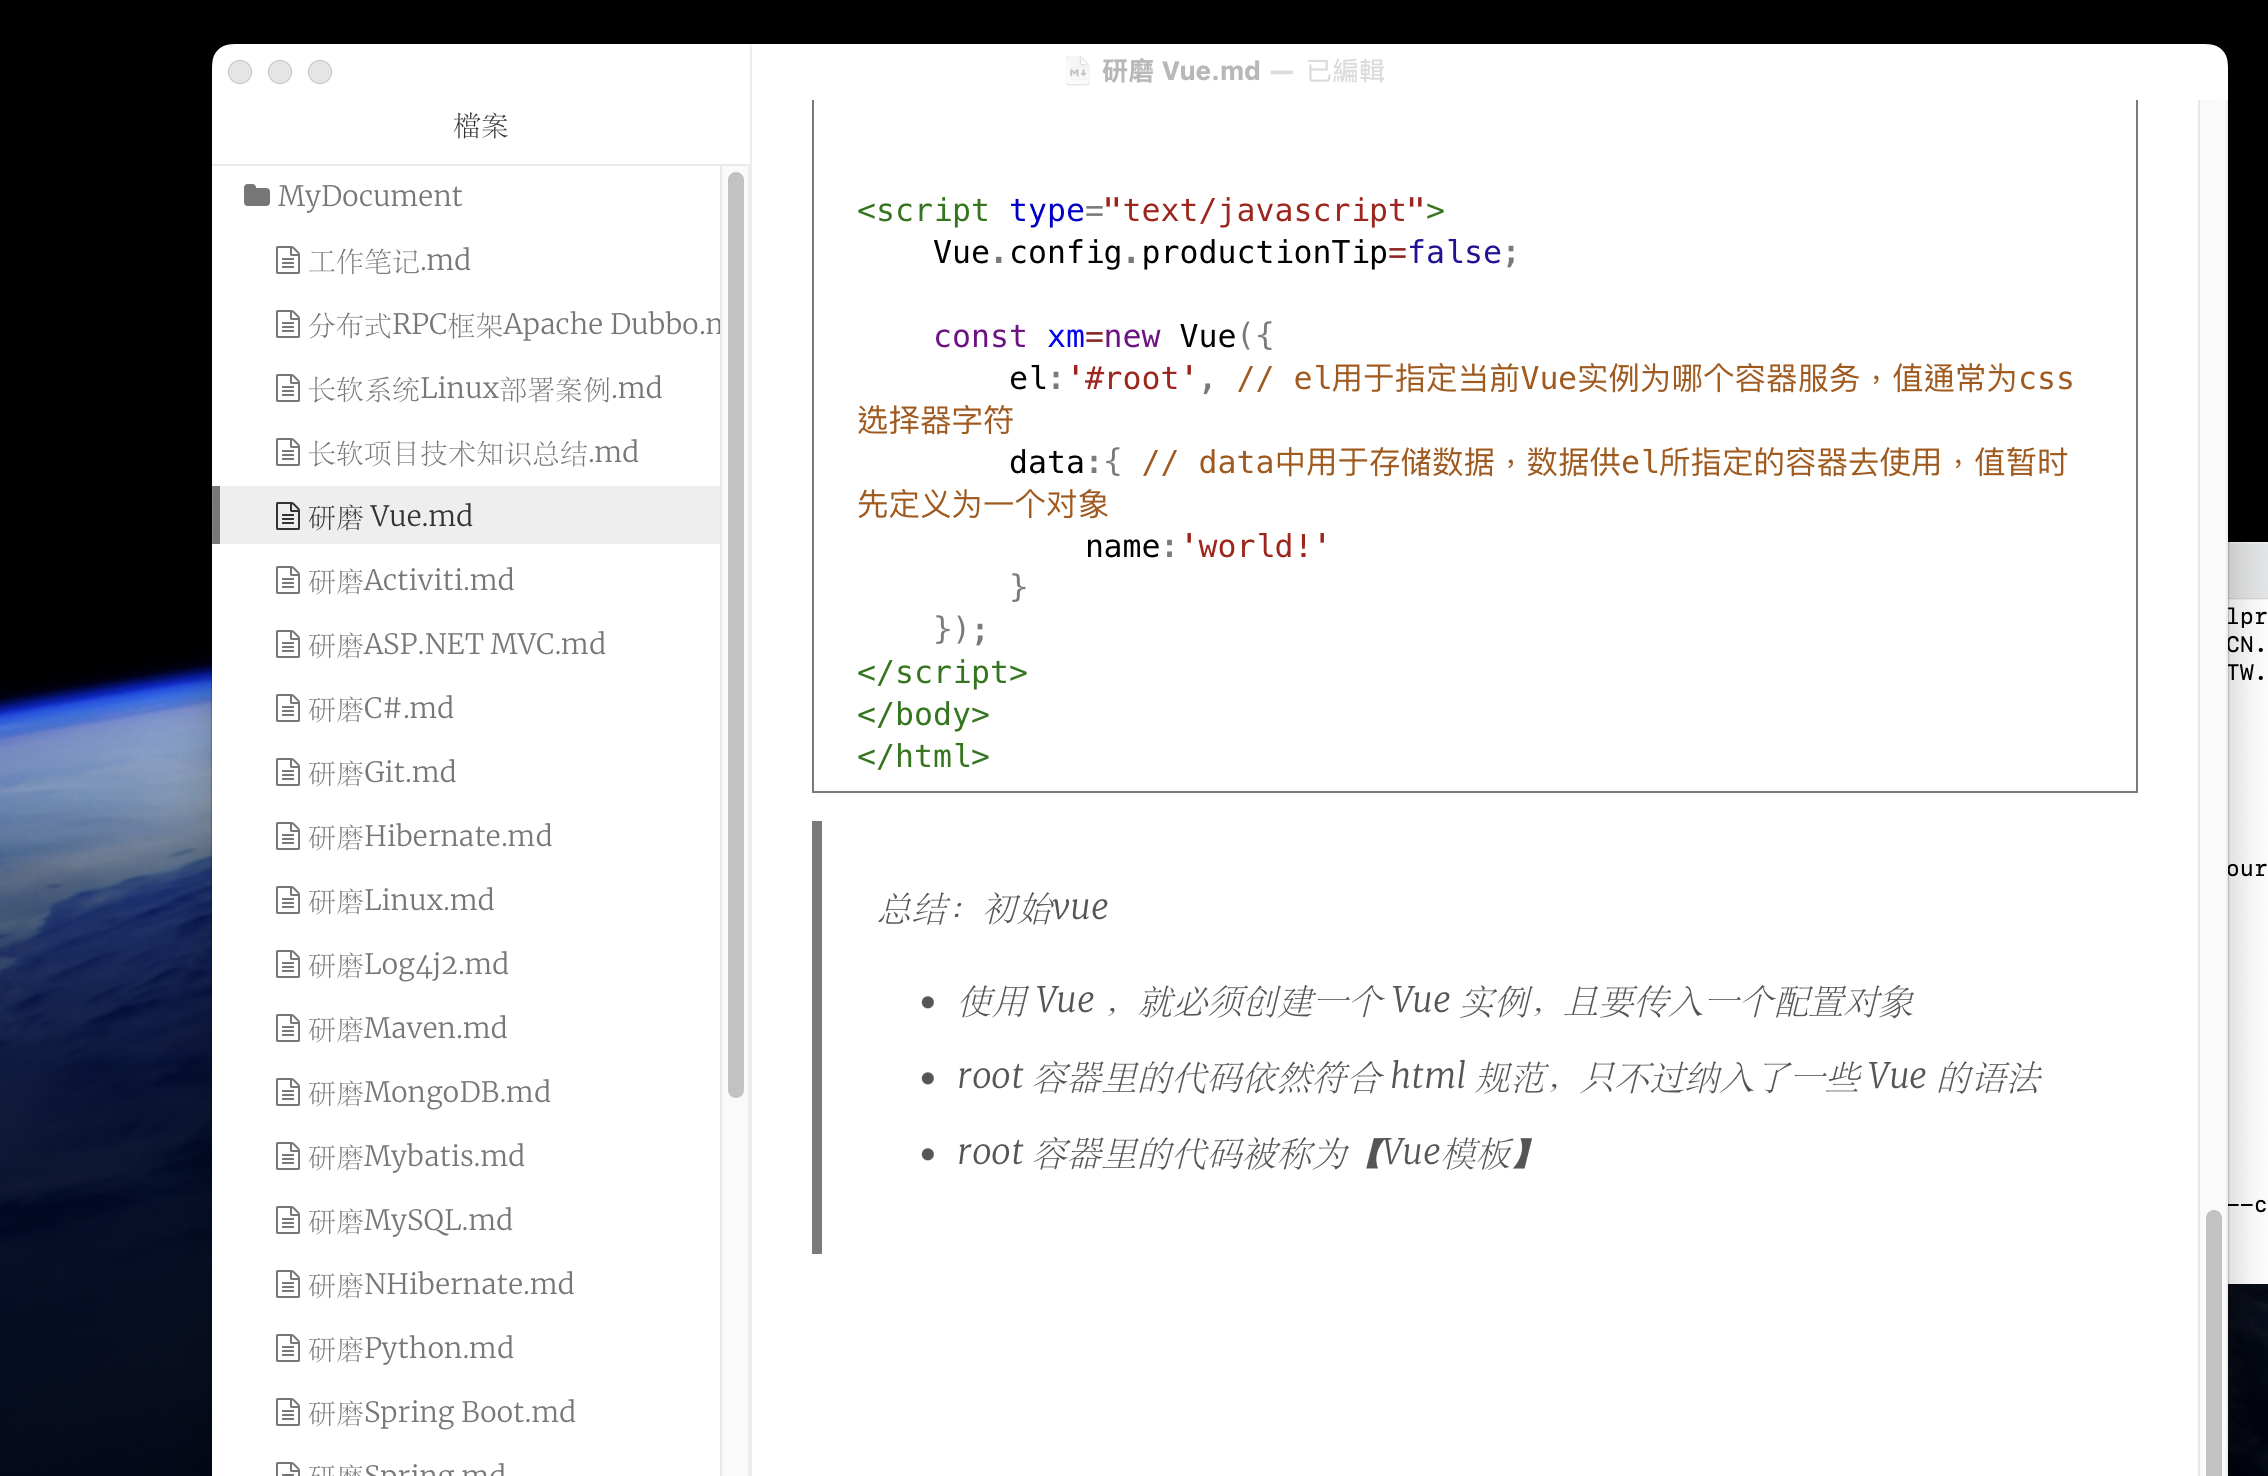 研磨 Vue.md — 已編輯
檔案
MyDocument
工作笔记.md
分布式RPC框架Apache Dubbo.
长软系统Linux部署案例.md
长软项目技术知识总结.md
研磨 Vue.md
研磨Activiti.md
研磨ASP.NET MVC.md
研磨C#.md
研磨Git.md
研磨Hibernate.md
研磨Linux.md
研磨Log4j2.md
研磨Maven.md
研磨MongoDB.md
研磨Mybatis.md
研磨MySQL.md
研磨NHibernate.md
研磨Python.md
研磨Spring Boot.md
研磨Spring.md
<script type="text/javascript">
    Vue.config.productionTip=false;
    const xm=new Vue({
        el:'#root', // el用于指定当前Vue实例为哪个容器服务，值通常为css
选择器字符
        data:{ // data中用于存储数据，数据供el所指定的容器去使用，值暂时
先定义为一个对象
            name:'world!'
        }
    });
</script>
</body>
</html>
总结：初始vue
• 使用 Vue ，就必须创建一个 Vue 实例，且要传入一个配置对象
• root 容器里的代码依然符合 html 规范，只不过纳入了一些 Vue 的语法
• root 容器里的代码被称为【Vue模板】
lpr
CN.
TW.
our
--c